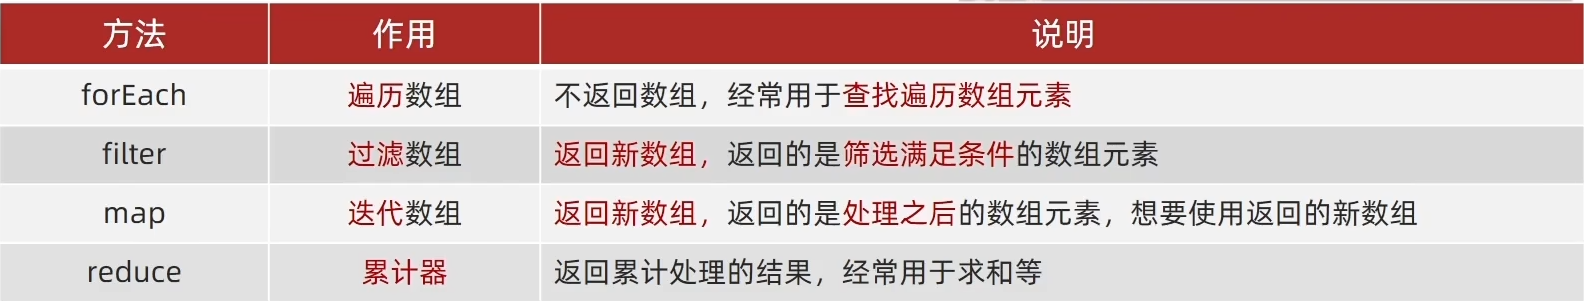 方法 作用 说明
forEach 遍历数组 不返回数组，经常用于查找遍历数组元素
filter 过滤数组 返回新数组，返回的是筛选满足条件的数组元素
map 迭代数组 返回新数组，返回的是处理之后的数组元素，想要使用返回的新数组
reduce 累计器 返回累计处理的结果，经常用于求和等